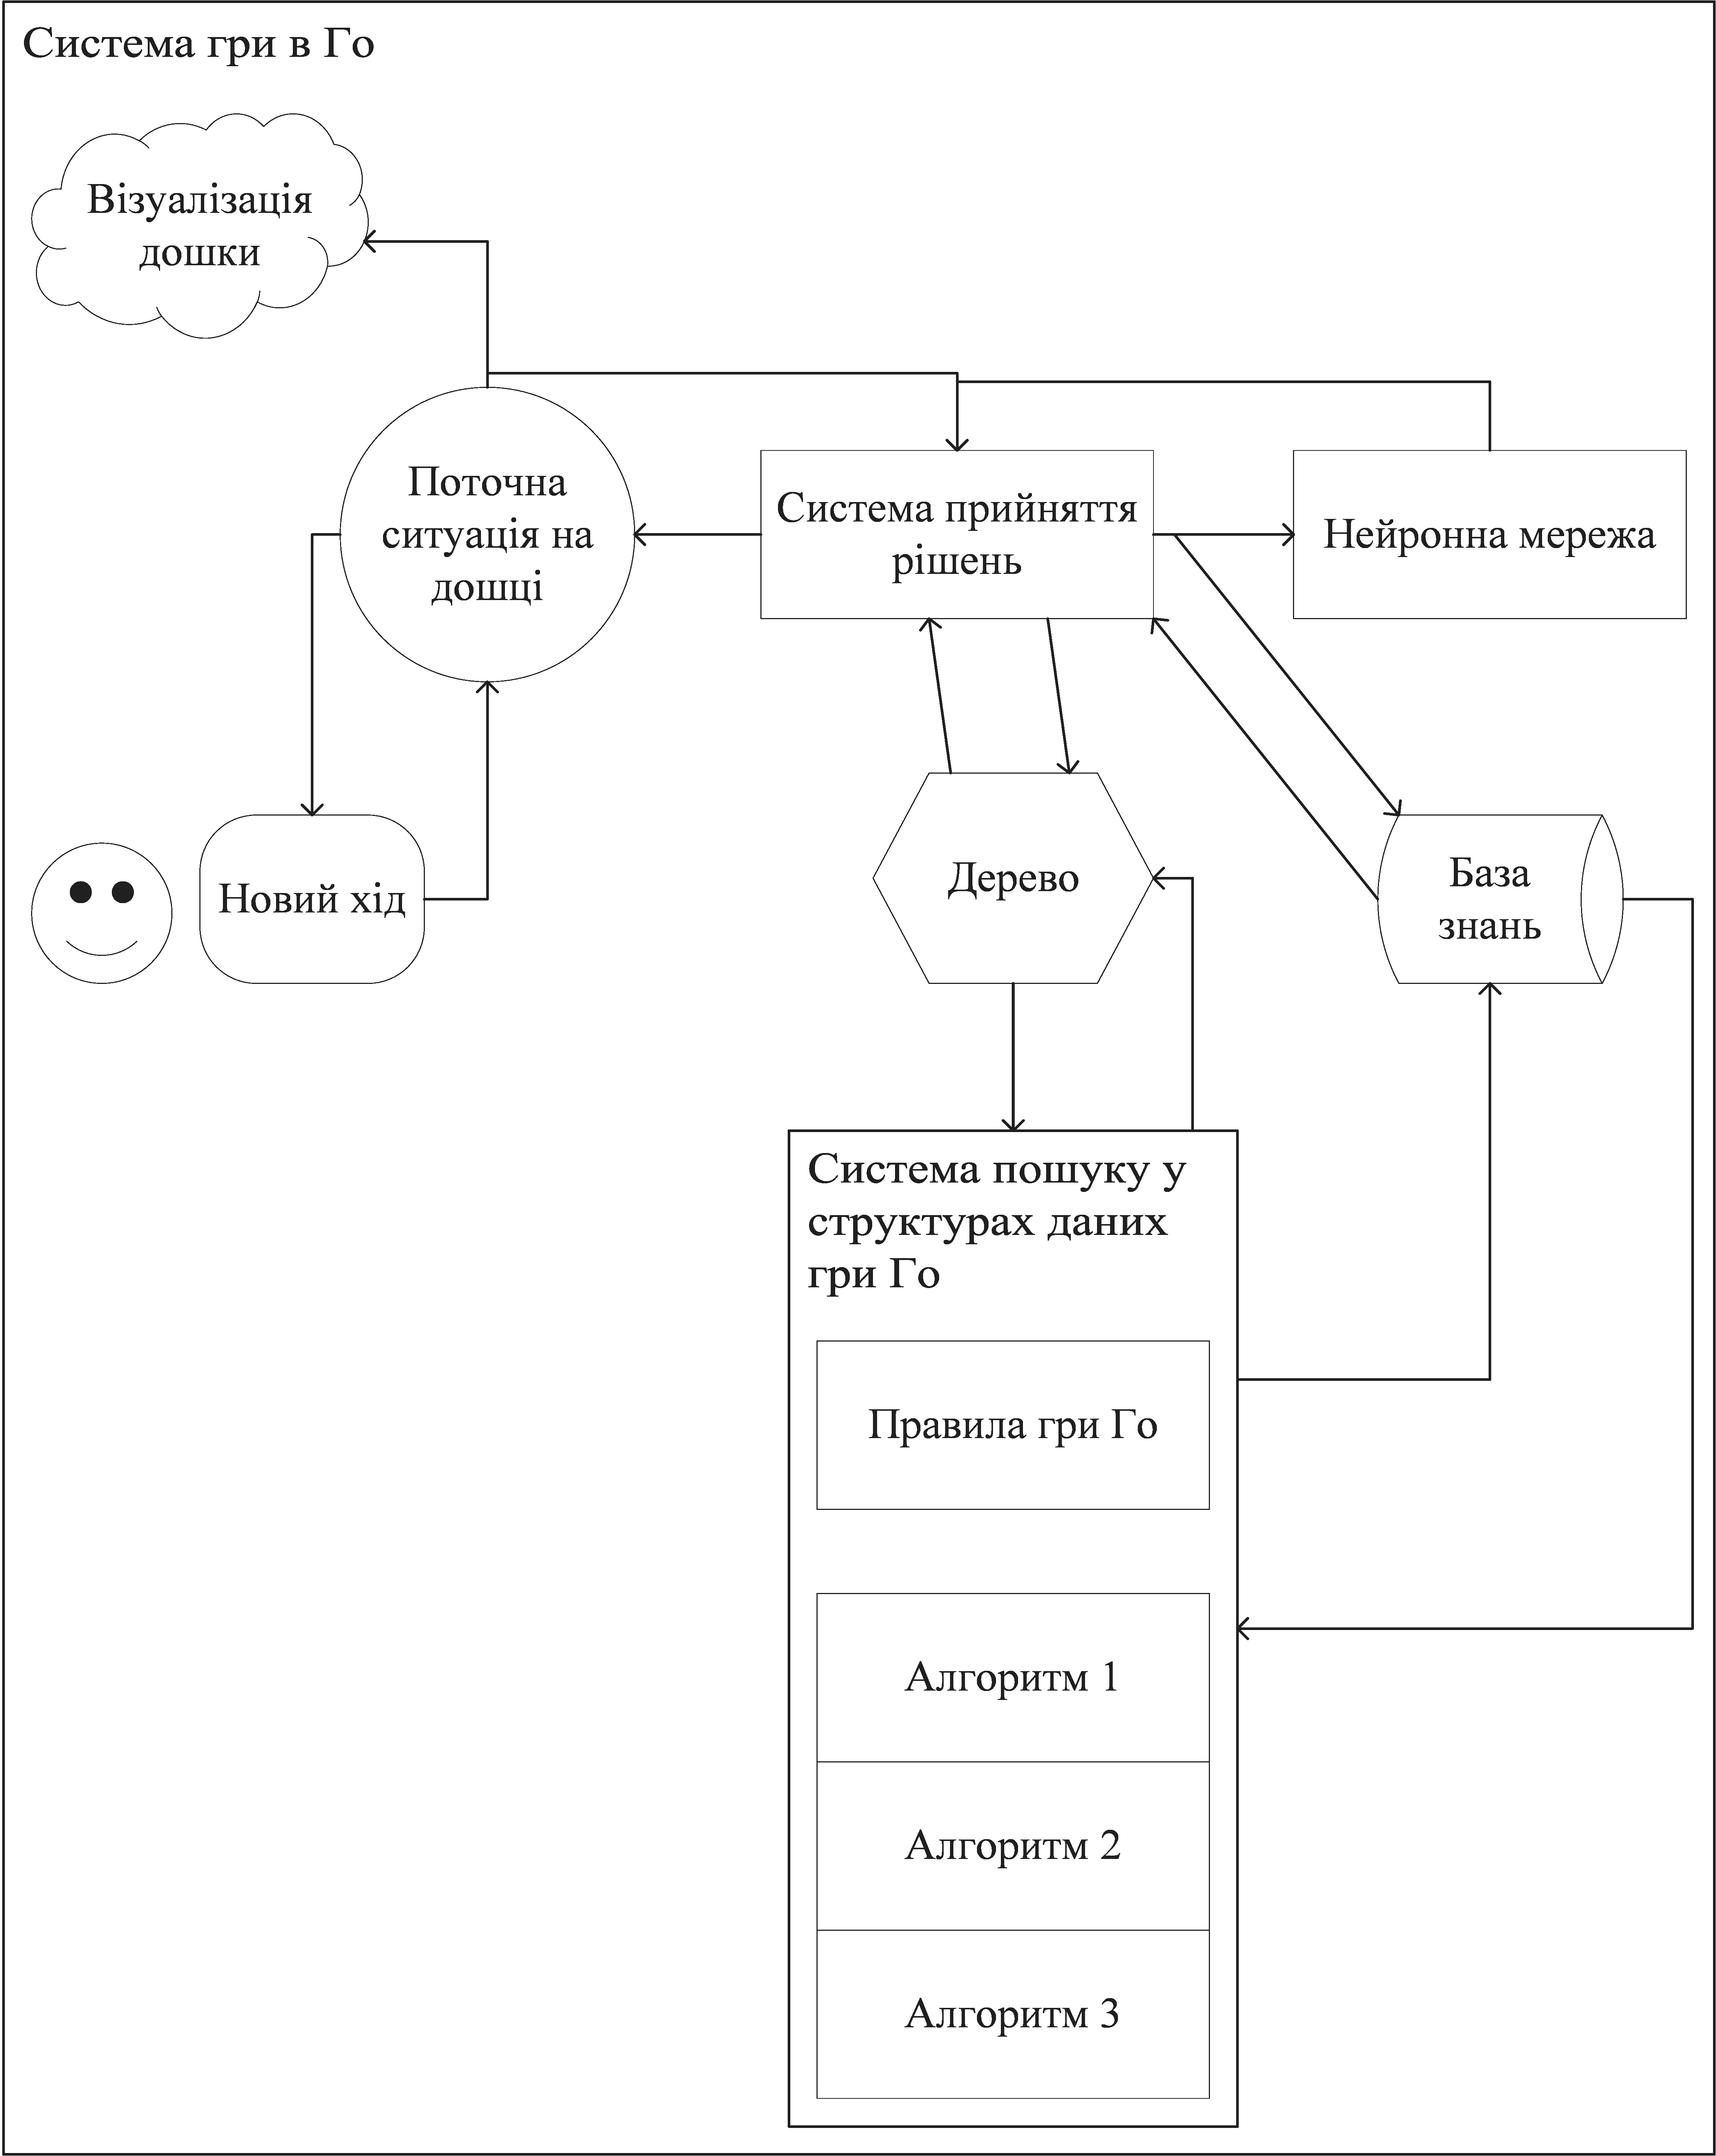 Система гри в Го
Візуалізація
дошки
Поточна
ситуація на
дошці
Система прийняття
рішень
Нейронна мережа
Новий хід
Дерево
База
знань
Система пошуку у
структурах даних
гри Го
Правила гри Го
Алгоритм 1
Алгоритм 2
Алгоритм 3